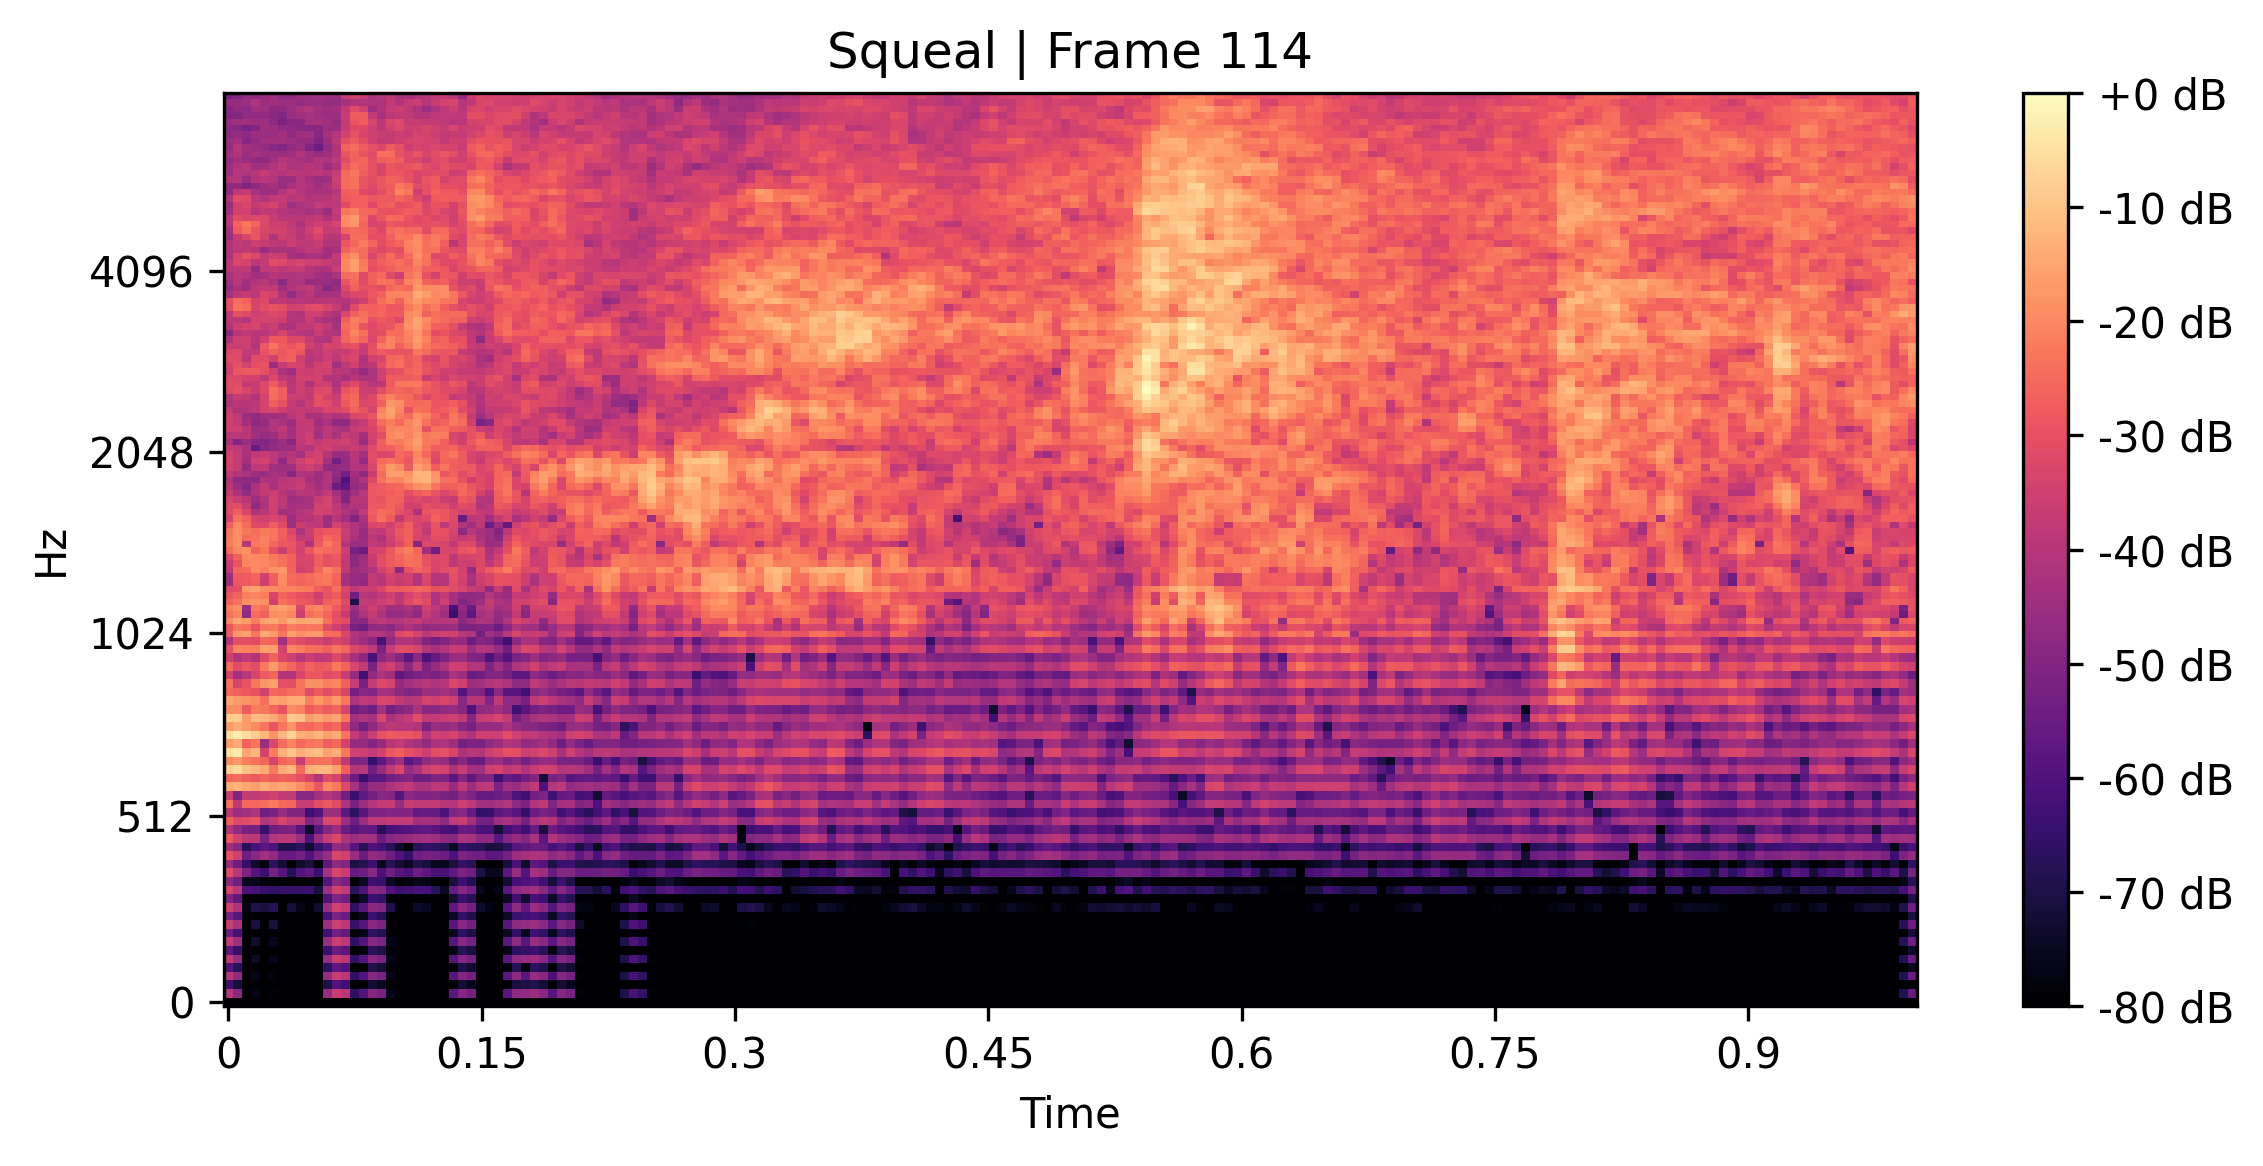 Squeal | Frame 114
+0 dB
-10 dB
-20 dB
-30 dB
-40 dB
-50 dB
-60 dB
-70 dB
-80 dB
Hz
4096
2048
1024
512
0
0 0.15 0.3 0.45 0.6 0.75 0.9
Time